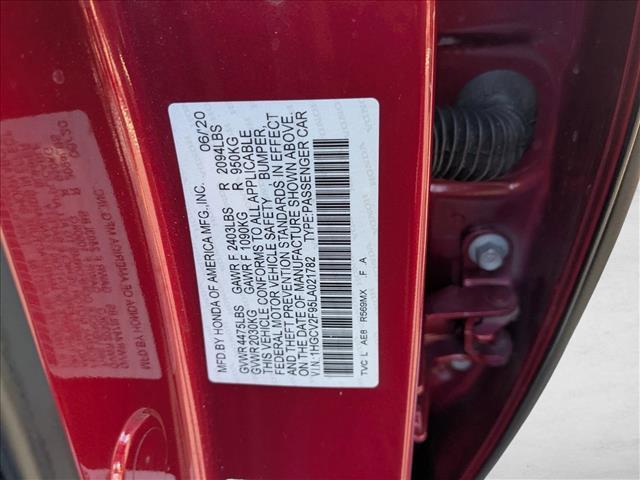 MFD BY HONDA OF AMERICA MFG.,INC. 06/20
GVWR 4475LBS GAWR F 2403LBS R 2094LBS
GVWR 2020KG GAWR F 1090KG R 950KG
THIS VEHICLE CONFORMS TO ALL APPLICABLE
FEDERAL MOTOR VEHICLE SAFETY , BUMPER,
AND THEFT PREVENTION STANDARDS IN EFFECT
ON THE DATE OF MANUFACTURE SHOWN ABOVE.
V.I.N:1HGCV2F95LA021782 TYPE:PASSENGER CAR
TVC L AE8 R569MX F A